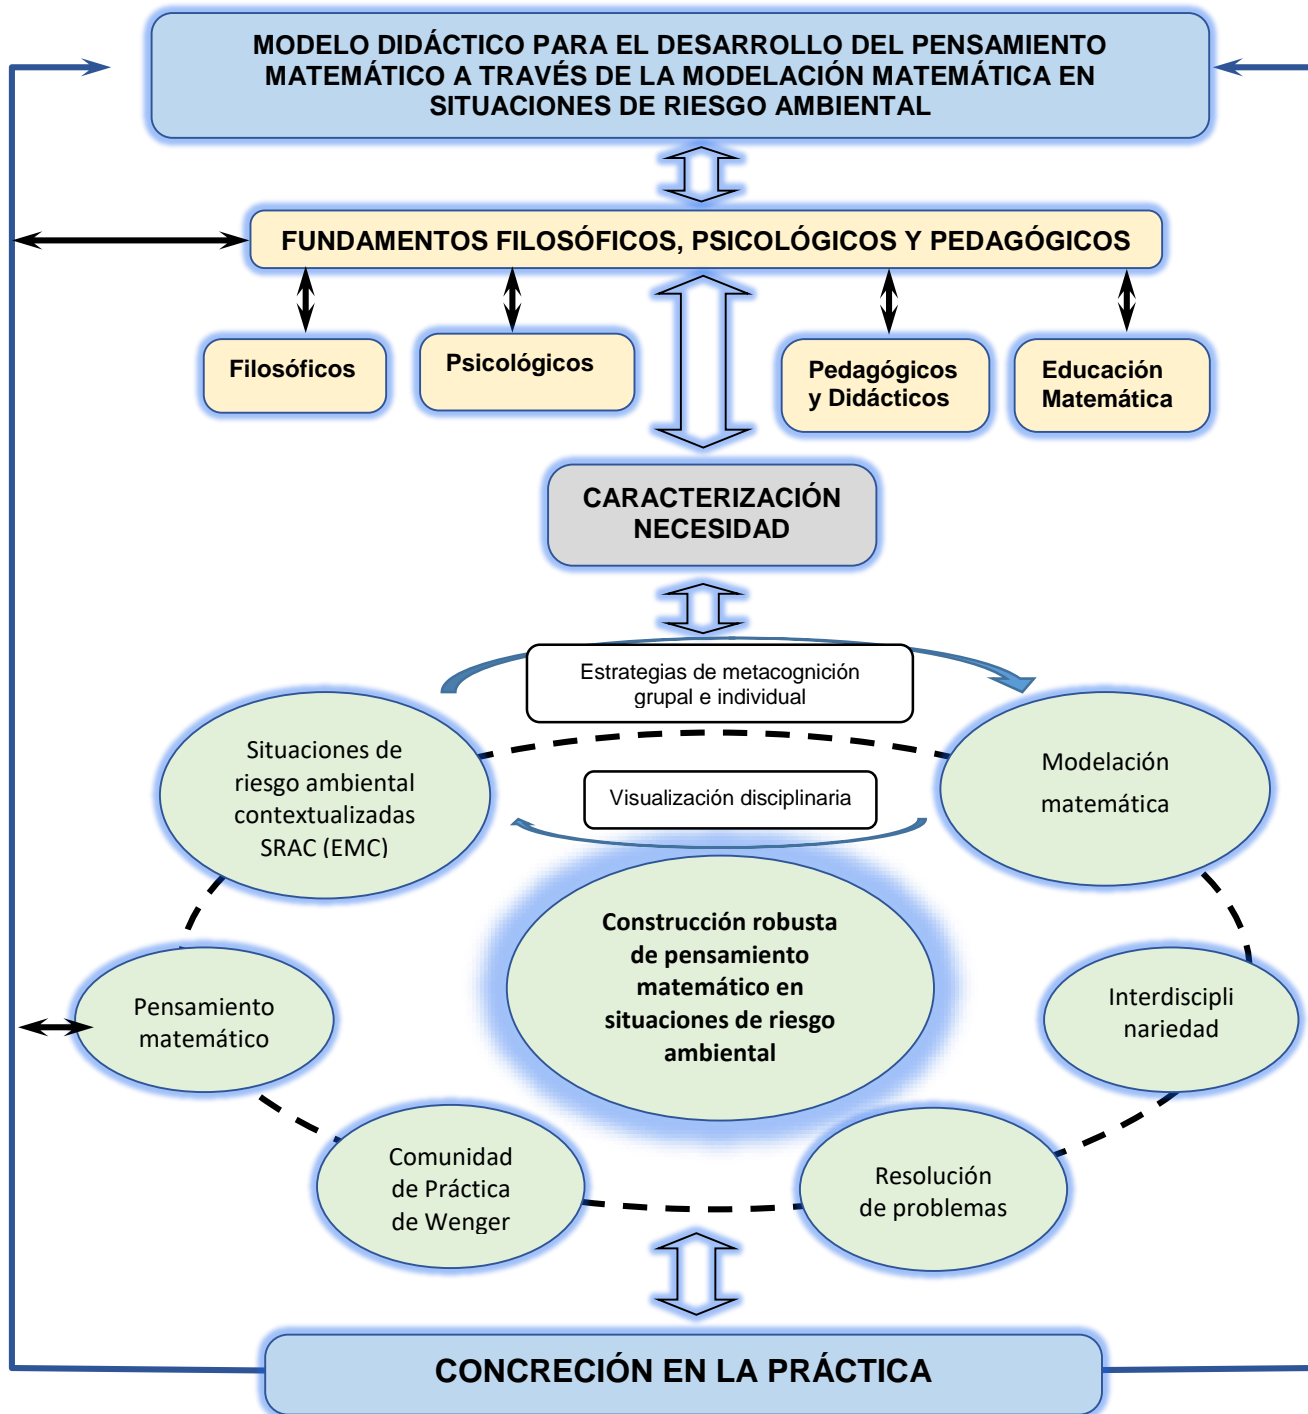 MODELO DIDÁCTICO PARA EL DESARROLLO DEL PENSAMIENTO
MATEMÁTICO A TRAVÉS DE LA MODELACIÓN MATEMÁTICA EN
SITUACIONES DE RIESGO AMBIENTAL
FUNDAMENTOS FILOSÓFICOS, PSICOLÓGICOS Y PEDAGÓGICOS
Filosóficos
Psicológicos
Pedagógicos
y Didácticos
Educación
Matemática
CARACTERIZACIÓN
NECESIDAD
Estrategias de metacognición
grupal e individual
Situaciones de
riesgo ambiental
contextualizadas
SRAC (EMC)
Modelación
matemática
Visualización disciplinaria
Construcción robusta
de pensamiento
matemático en
situaciones de riesgo
ambiental
Pensamiento
matemático
Interdiscipli
nariedad
Comunidad
de Práctica
de Wenger
Resolución
de problemas
CONCRECIÓN EN LA PRÁCTICA